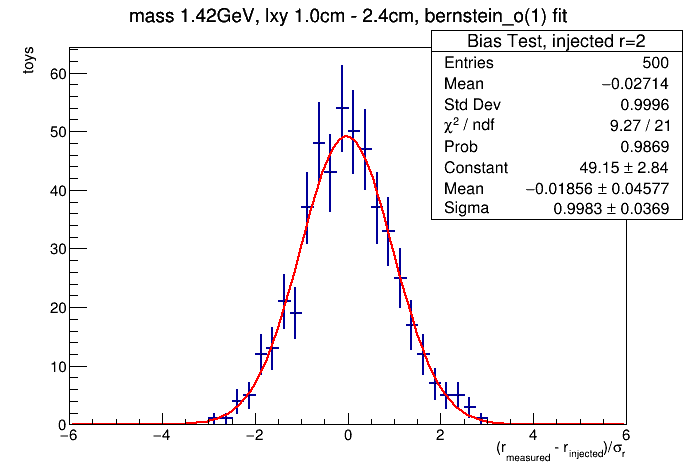 mass 1.42GeV, lxy 1.0cm - 2.4cm, bernstein_o(1) fit
Bias Test, injected r=2
Entries 500
Mean −0.02714
Std Dev 0.9996
χ² / ndf 9.27 / 21
Prob 0.9869
Constant 49.15 ± 2.84
Mean −0.01856 ± 0.04577
Sigma 0.9983 ± 0.0369
toys
60
50
40
30
20
10
0
−6 −4 −2 0 2 4 6
(r_measured - r_injected)/σ_r